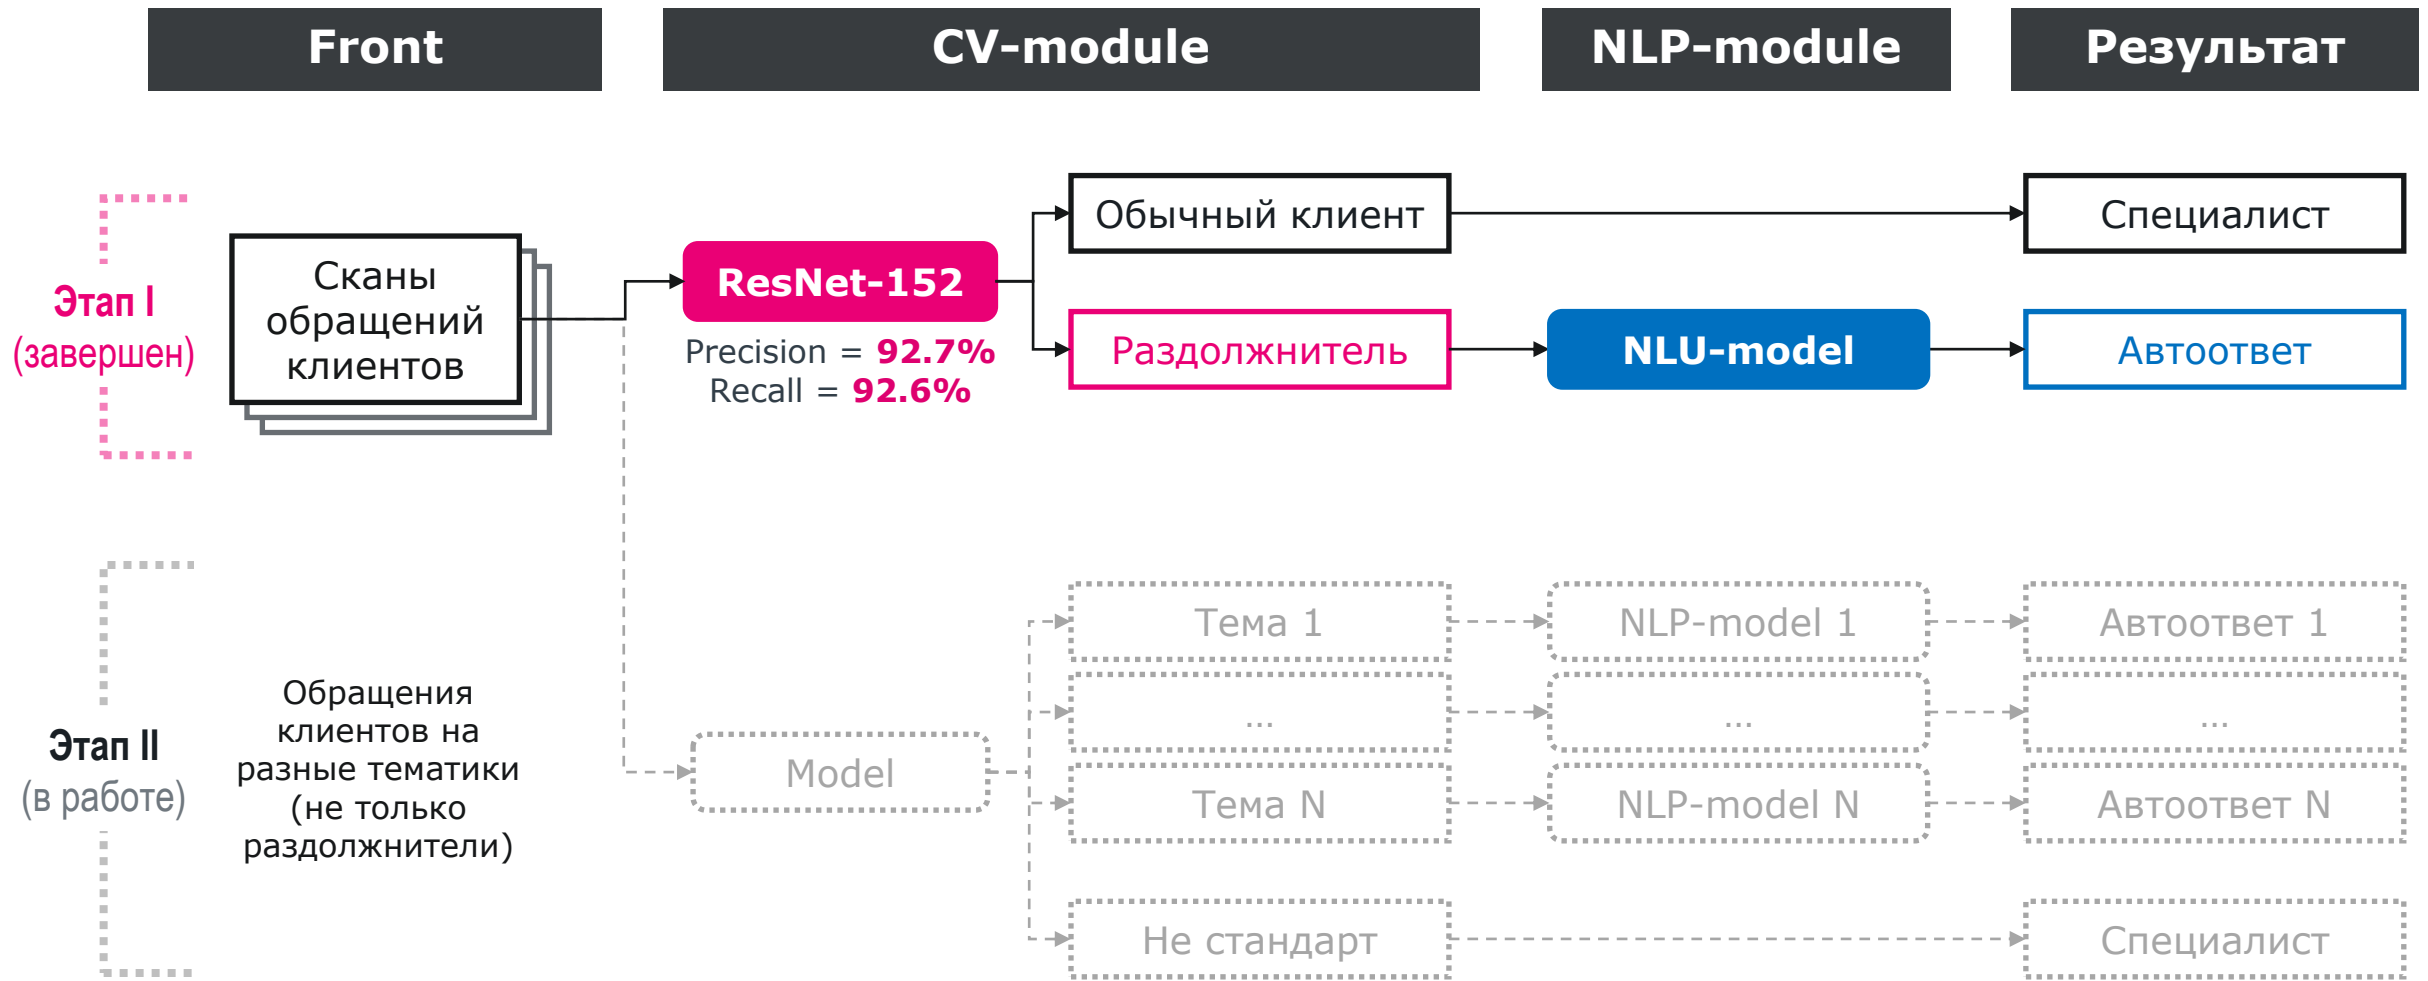 Front
CV-module
NLP-module
Результат
Этап I
(завершен)
Сканы
обращений
клиентов
ResNet-152
Precision = 92.7%
Recall = 92.6%
Обычный клиент
Специалист
Раздолжнитель
NLU-model
Автоответ
Этап II
(в работе)
Обращения
клиентов на
разные тематики
(не только
раздолжнители)
Model
Тема 1
NLP-model 1
Автоответ 1
...
...
...
Тема N
NLP-model N
Автоответ N
Не стандарт
Специалист